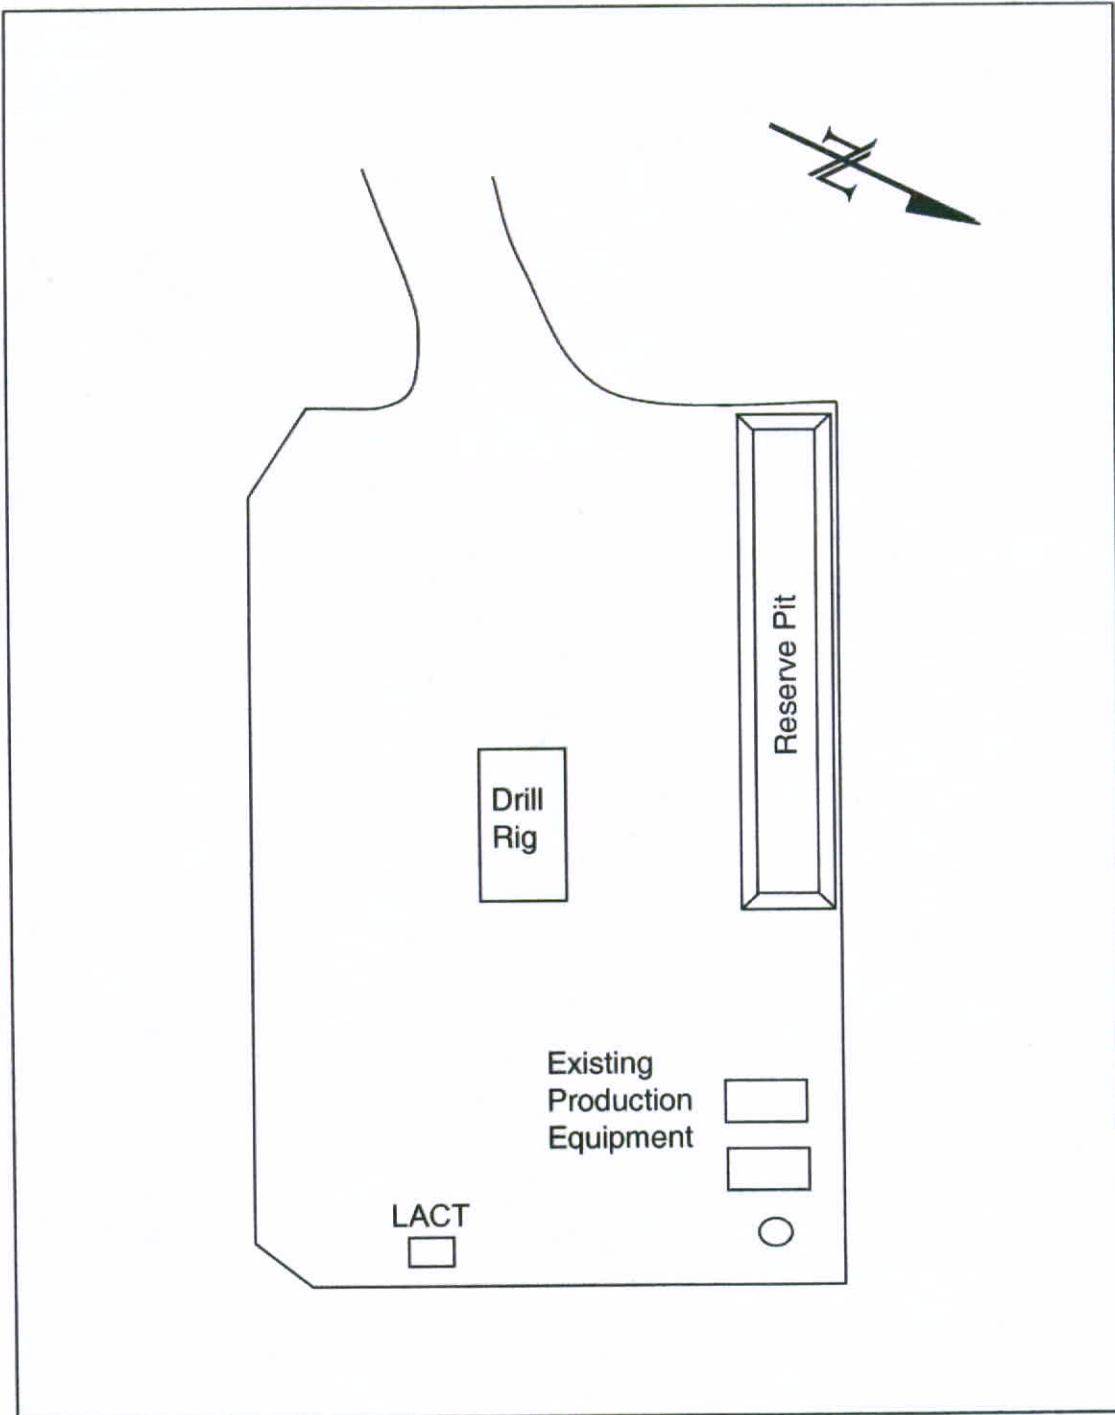 N
Reserve Pit
Drill
Rig
Existing
Production
Equipment
LACT